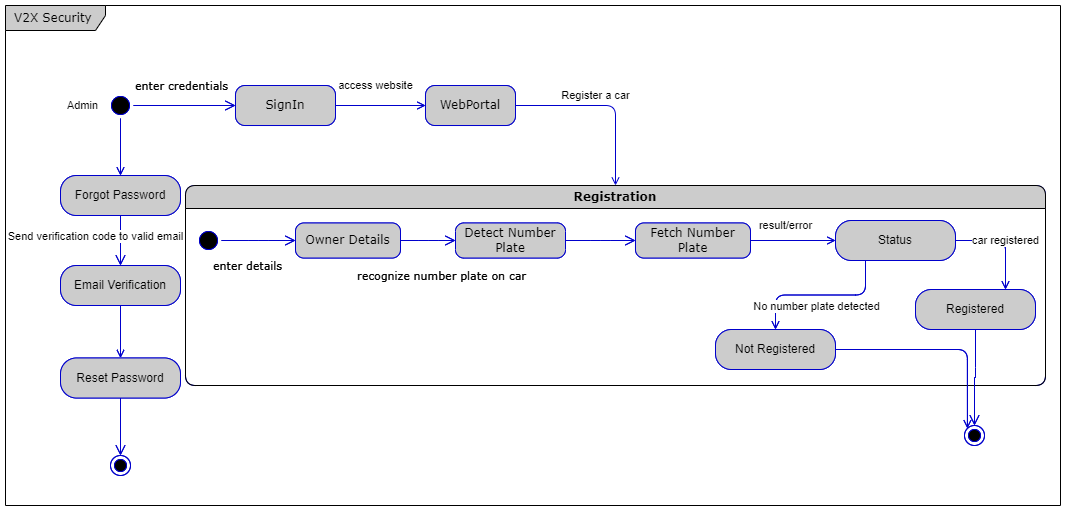 V2X Security
enter credentials
access website
Register a car
Admin
SignIn
WebPortal
Forgot Password
Send verification code to valid email
Email Verification
Reset Password
Registration
enter details
Owner Details
recognize number plate on car
Detect Number
Plate
Fetch Number
Plate
result/error
Status
car registered
No number plate detected
Registered
Not Registered